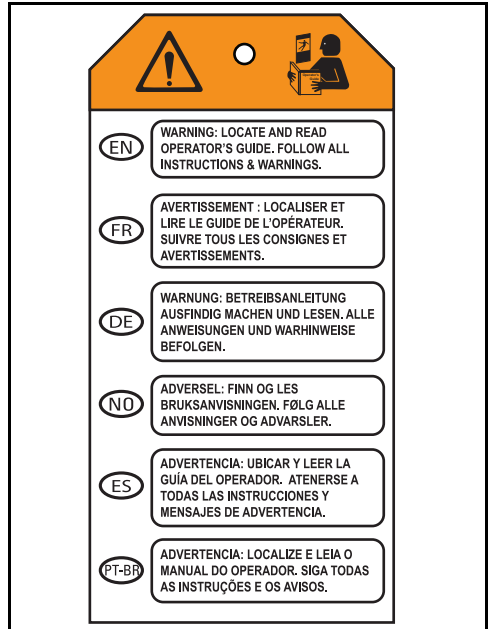 Operator's
Guide
EN
WARNING: LOCATE AND READ
OPERATOR'S GUIDE. FOLLOW ALL
INSTRUCTIONS & WARNINGS.
FR
AVERTISSEMENT : LOCALISER ET
LIRE LE GUIDE DE L'OPÉRATEUR.
SUIVRE TOUS LES CONSIGNES ET
AVERTISSEMENTS.
DE
WARNUNG: BETREIBSANLEITUNG
AUSFINDIG MACHEN UND LESEN. ALLE
ANWEISUNGEN UND WARHINWEISE
BEFOLGEN.
NO
ADVERSEL: FINN OG LES
BRUKSANVISNINGEN. FØLG ALLE
ANVISNINGER OG ADVARSLER.
ES
ADVERTENCIA: UBICAR Y LEER LA
GUÍA DEL OPERADOR. ATENERSE A
TODAS LAS INSTRUCCIONES Y
MENSAJES DE ADVERTENCIA.
PT-BR
ADVERTENCIA: LOCALIZE E LEIA O
MANUAL DO OPERADOR. SIGA TODAS
AS INSTRUÇÕES E OS AVISOS.